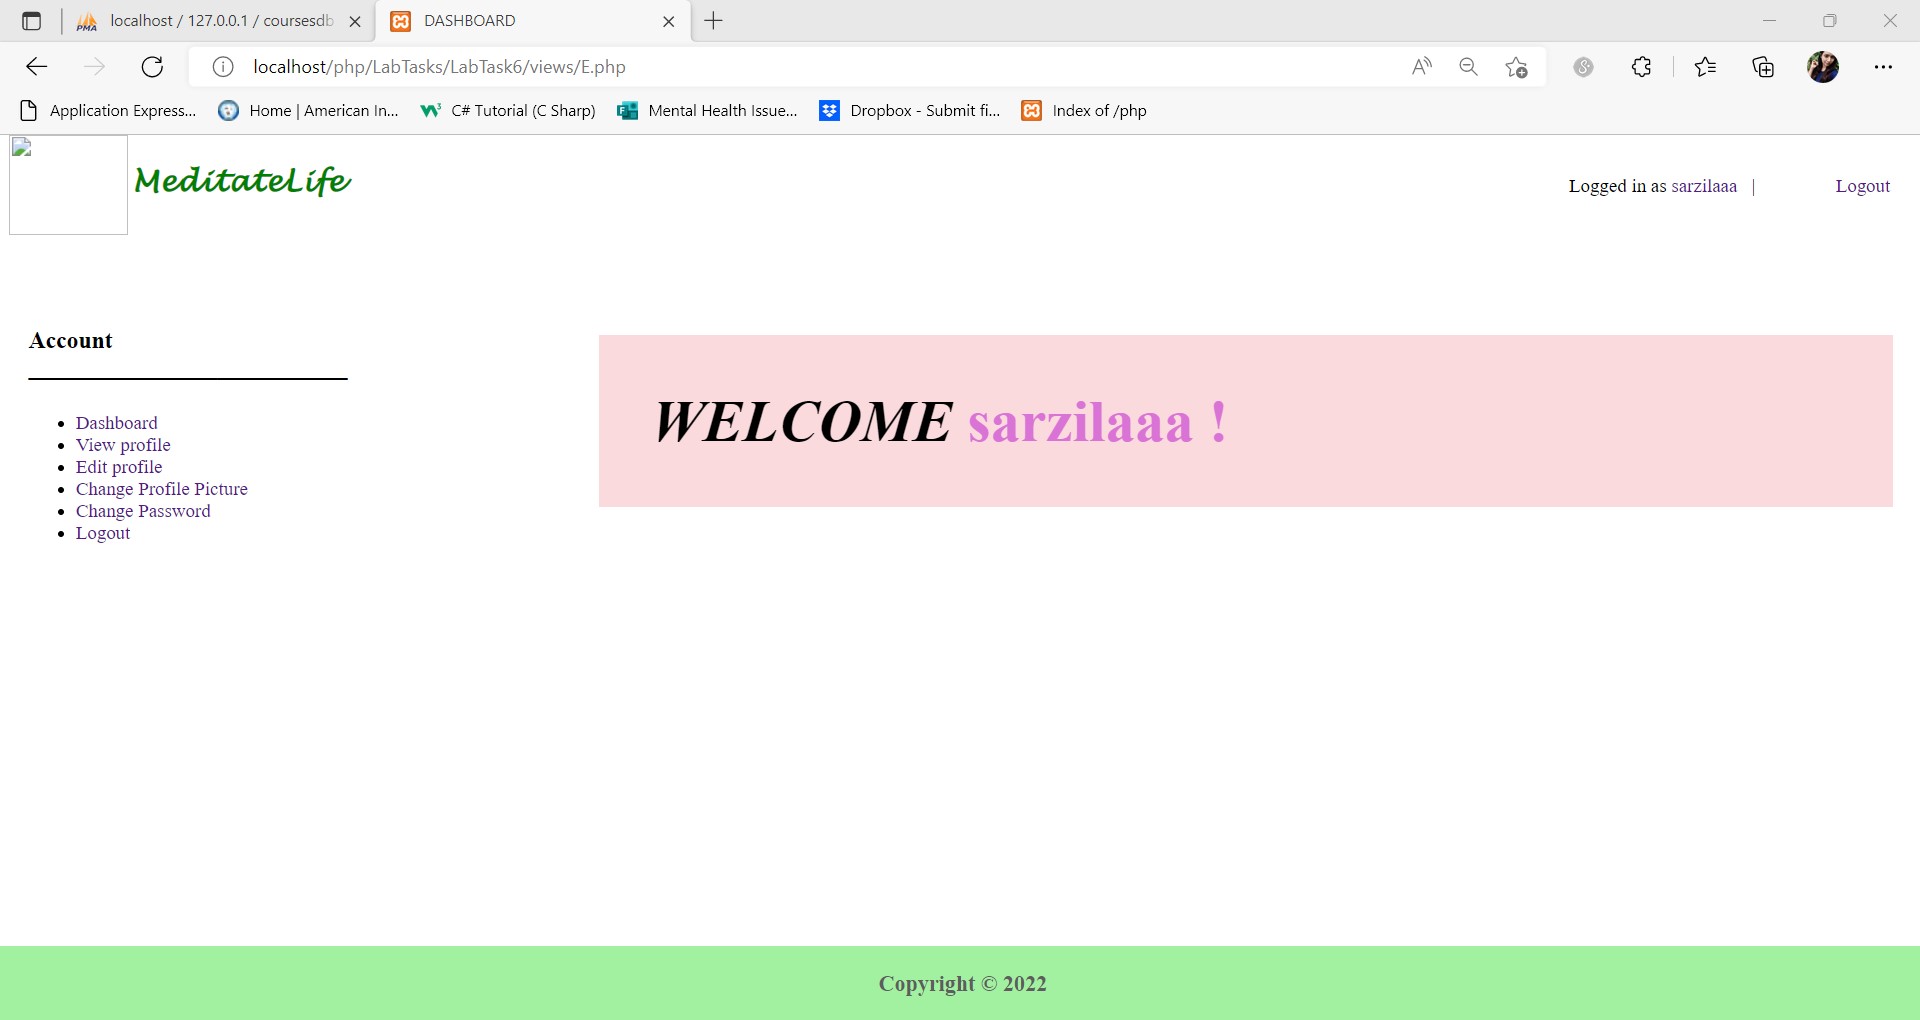 localhost / 127.0.0.1 / coursesdb
DASHBOARD
localhost/php/LabTasks/LabTask6/views/E.php
Application Express... Home | American In... C# Tutorial (C Sharp) Mental Health Issue... Dropbox - Submit fi... Index of /php
MeditateLife
Logged in as sarzilaaa | Logout
Account
WELCOME sarzilaaa !
• Dashboard
• View profile
• Edit profile
• Change Profile Picture
• Change Password
• Logout
Copyright © 2022